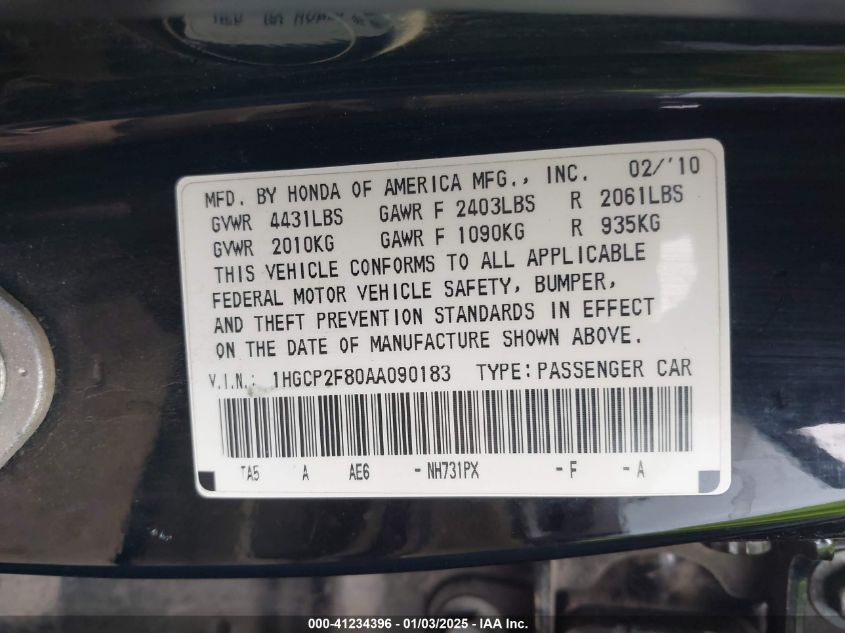 MFD. BY HONDA OF AMERICA MFG., INC. 02/'10
GVWR 4431LBS GAWR F 2403LBS R 2061LBS
GVWR 2010KG GAWR F 1090KG R 935KG
THIS VEHICLE CONFORMS TO ALL APPLICABLE
FEDERAL MOTOR VEHICLE SAFETY, BUMPER,
AND THEFT PREVENTION STANDARDS IN EFFECT
ON THE DATE OF MANUFACTURE SHOWN ABOVE.
V.I.N.: 1HGCP2F80AA090183 TYPE: PASSENGER CAR
TA5 A AE6 - NH731PX - F - A
000-41234396 - 01/03/2025 - IAA Inc.